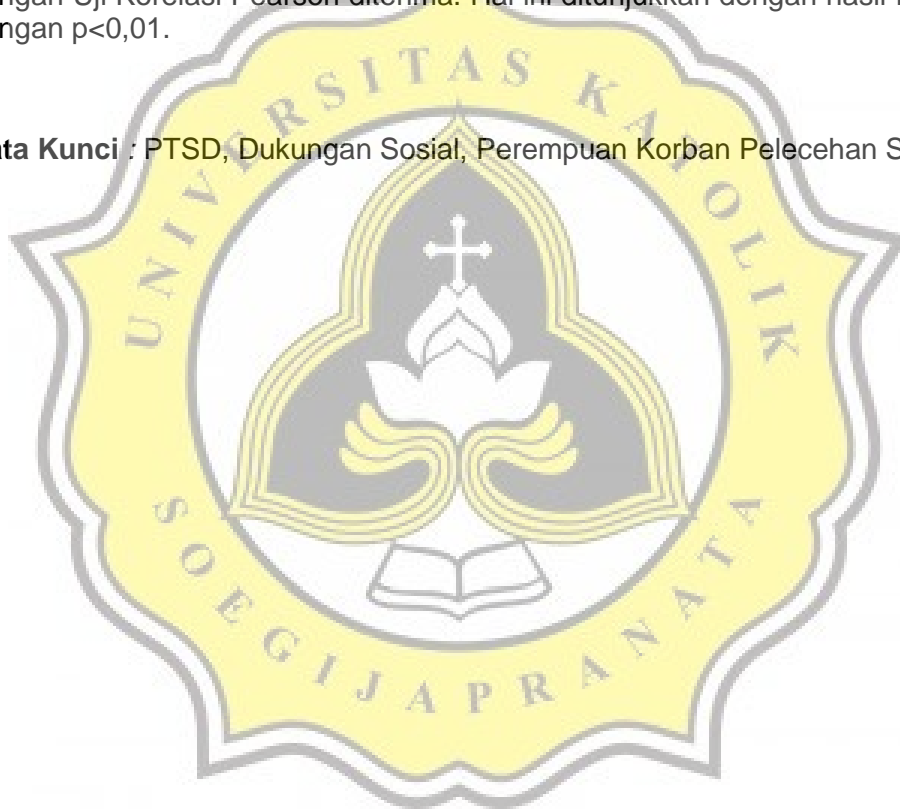 ngan Uji Korelasi Pearson diterima. Hal ini ditunjukkan dengan hasil
ngan p<0,01.
ata Kunci : PTSD, Dukungan Sosial, Perempuan Korban Pelecehan S
UNIVERSITAS KATOLIK
SOEGIJAPRANATA